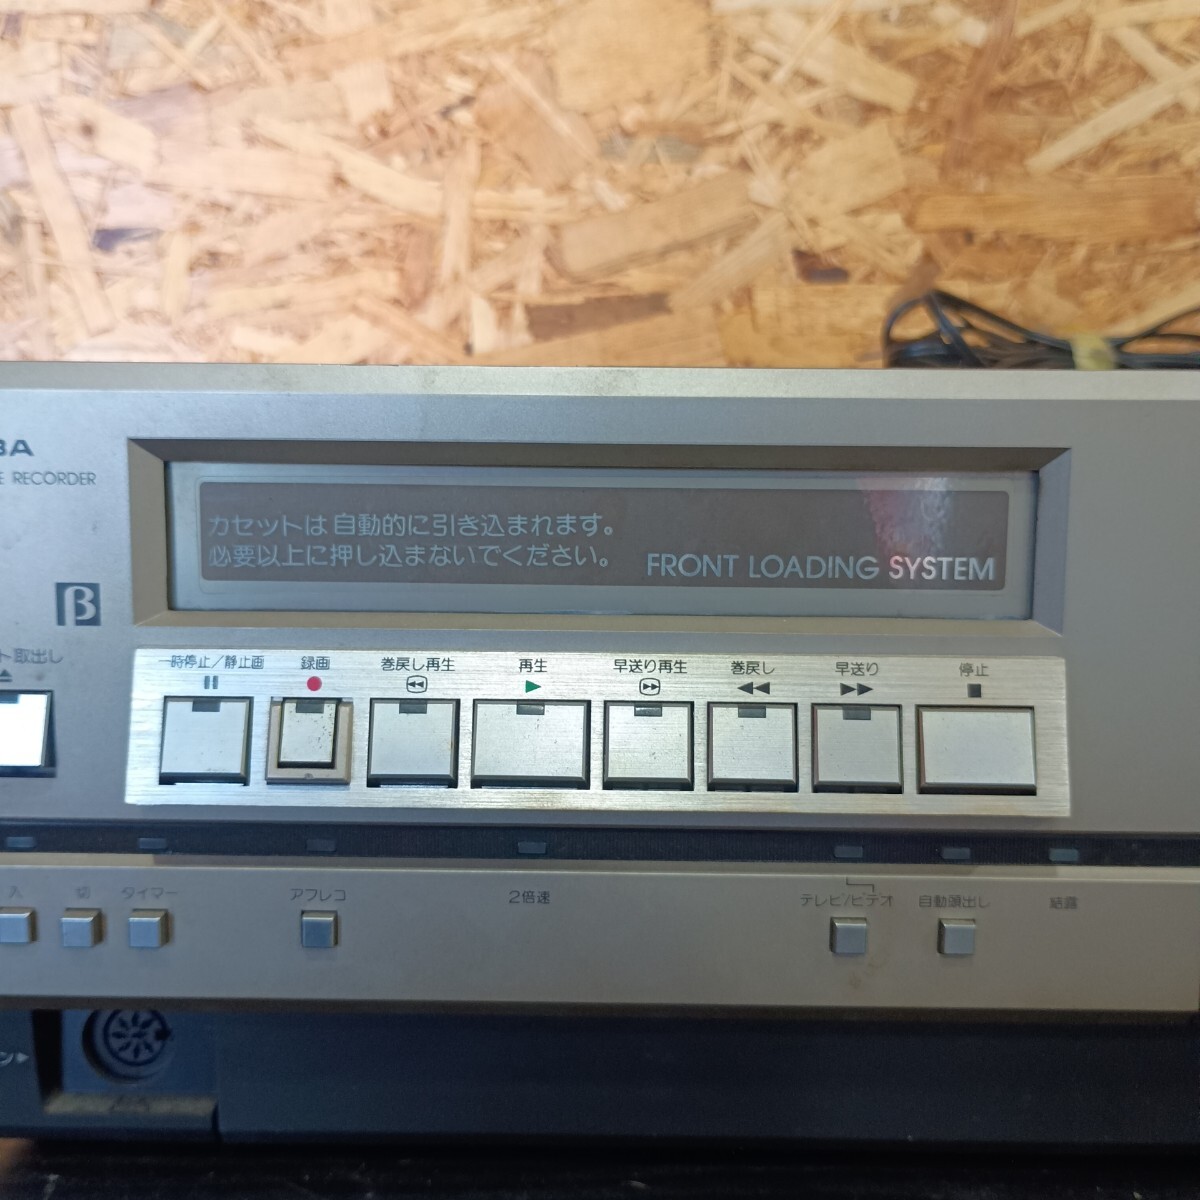 BA
E RECORDER
カセットは自動的に引き込まれます。
必要以上に押し込まないでください。
FRONT LOADING SYSTEM
β
ト取出し
一時停止／静止画
録画
巻戻し再生
再生
早送り再生
巻戻し
早送り
停止
入
切
タイマー
アフレコ
2倍速
テレビ/ビデオ
自動頭出し
結露
ン